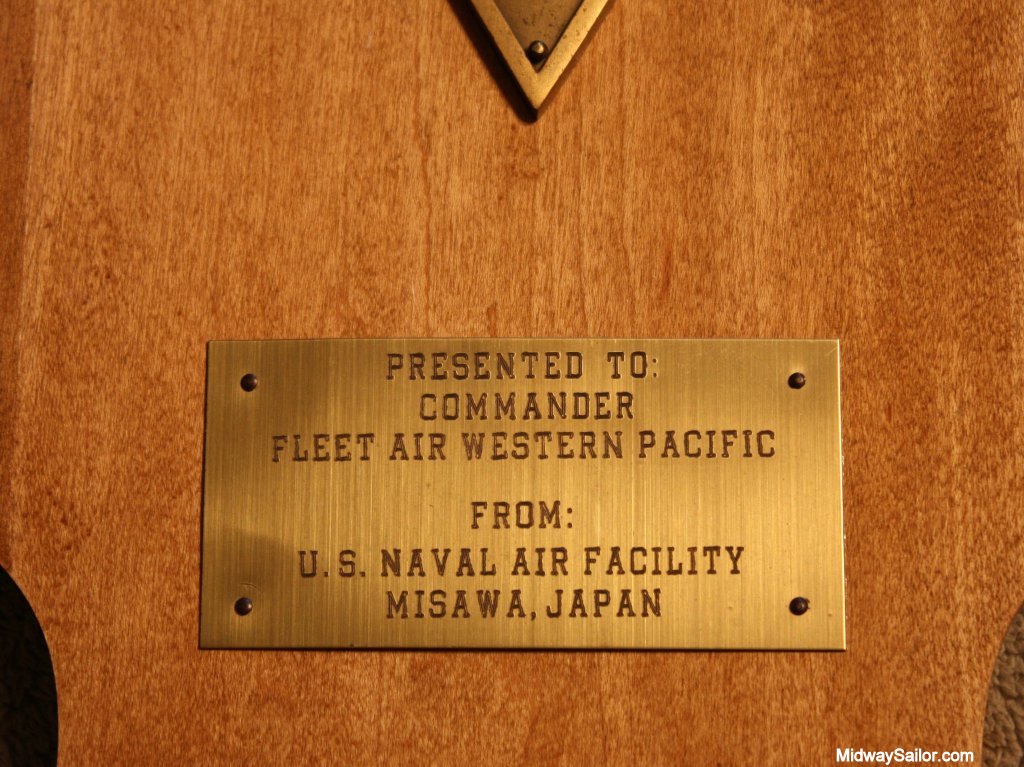 PRESENTED TO:
COMMANDER
FLEET AIR WESTERN PACIFIC
FROM:
U.S. NAVAL AIR FACILITY
MISAWA, JAPAN
MidwaySailor.com